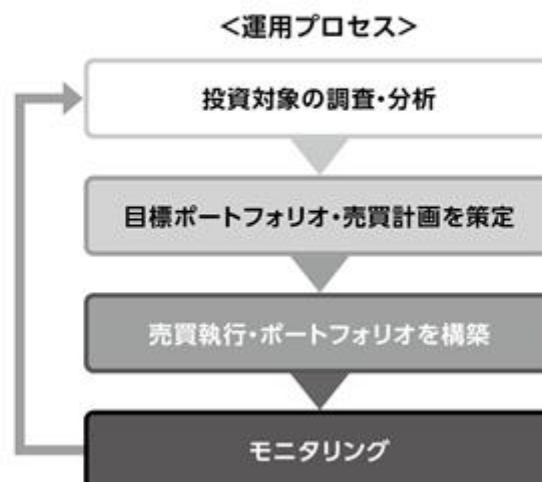 <運用プロセス>
投資対象の調査・分析
目標ポートフォリオ・売買計画を策定
売買執行・ポートフォリオを構築
モニタリング